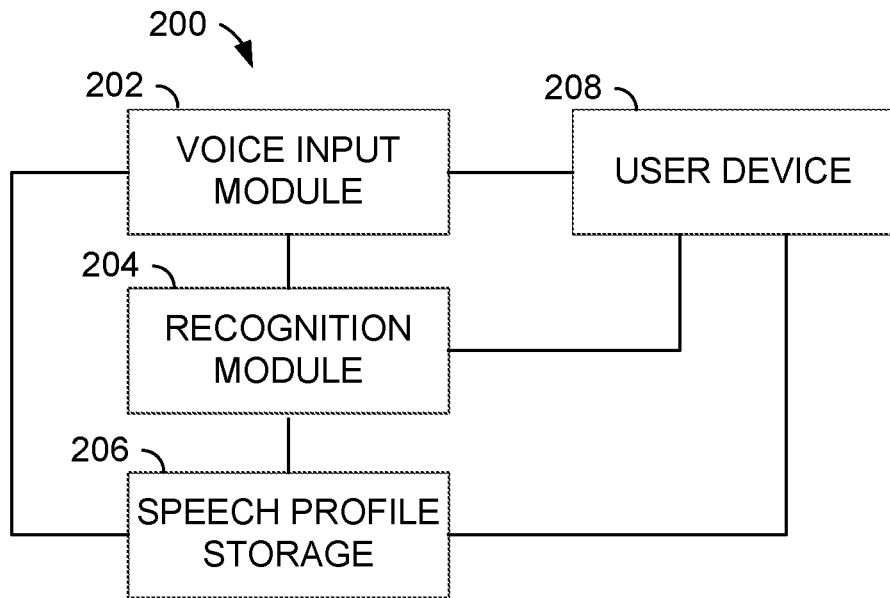 200
202
VOICE INPUT
MODULE
208
USER DEVICE
204
RECOGNITION
MODULE
206
SPEECH PROFILE
STORAGE